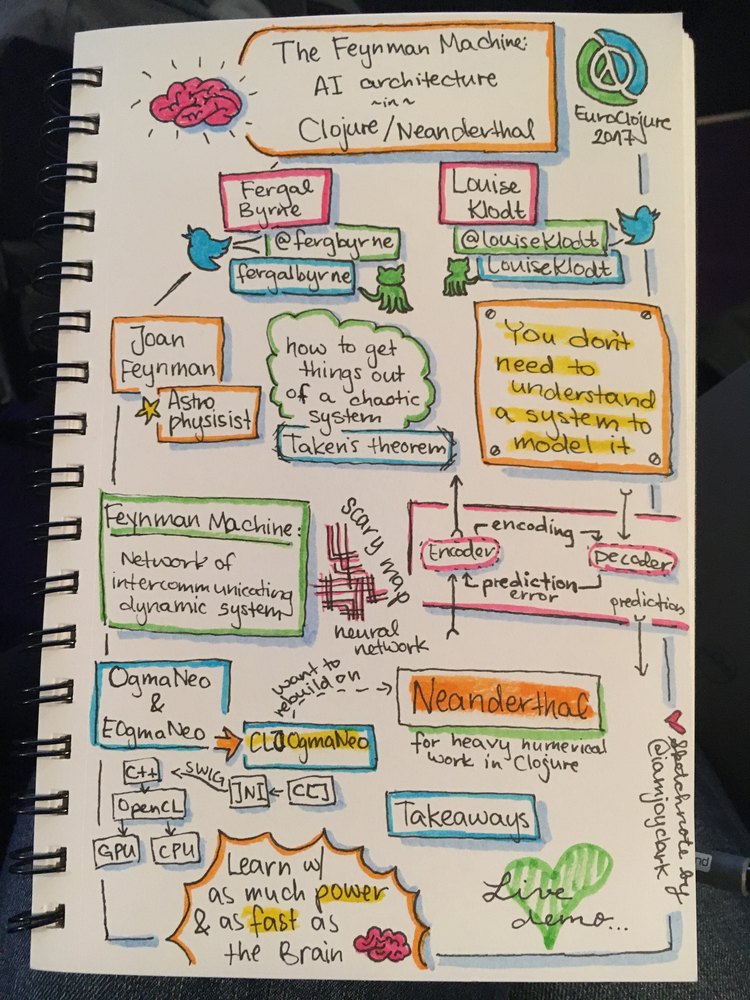 The Feynman Machine:
AI architecture
~in~
Clojure/Neanderthal
EuroClojure
2017
Fergal
Byrne
@fergbyrne
fergalbyrne
Louise
Klodt
@louiseklodt
LouiseKlodt
Joan
Feynman
Astro
physisist
how to get
things out
of a chaotic
system
Taken's theorem
You don't
need to
understand
a system to
model it
Feynman Machine:
Network of
intercommunicating
dynamic system
scary map
neural
network
Encoder
encoding
Decoder
prediction
error
prediction
OgmaNeo
&
EOgmaNeo
CLJOgmaNeo
want to
rebuild on
Neanderthal
for heavy numerical
work in Clojure
C++
SWIG
JNI
CLJ
OpenCL
GPU
CPU
Takeaways
Learn w/
as much power
& as fast as
the Brain
Live
demo...
Sketchnote by
@iamjoyclark
nd